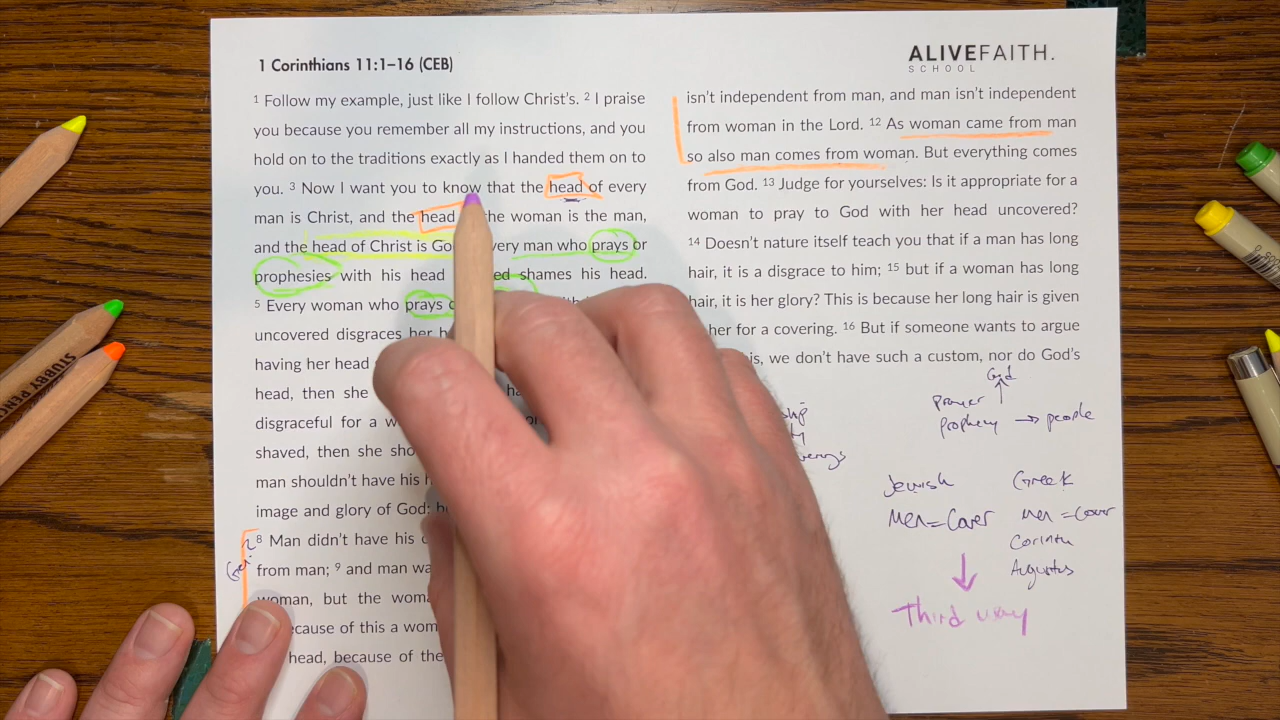 1 Corinthians 11:1–16 (CEB)
ALIVEFAITH.
SCHOOL
1 Follow my example, just like I follow Christ's. 2 I praise
you because you remember all my instructions, and you
hold on to the traditions exactly as I handed them on to
you. 3 Now I want you to know that the head of every
man is Christ, and the head the woman is the man,
and the head of Christ is man who prays or
prophesies with his head shames his head.
5 Every woman who prays
uncovered disgraces her
having her head
head, then she
disgraceful for a
shaved, then she
man shouldn't have his
image and glory of God;
8 Man didn't have his
from man; 9 and man
woman, but the
of this a
head, because of the
isn't independent from man, and man isn't independent
from woman in the Lord. 12 As woman came from man
so also man comes from woman. But everything comes
from God. 13 Judge for yourselves: Is it appropriate for a
woman to pray to God with her head uncovered?
14 Doesn't nature itself teach you that if a man has long
hair, it is a disgrace to him; 15 but if a woman has long
hair, it is her glory? This is because her long hair is given
her for a covering. 16 But if someone wants to argue
we don't have such a custom, nor do God's
God
Prayer
Prophecy → people
Jewish Greek
Men=Cover Men=Cover
Corinth
Augustus
Third way
STUBBY